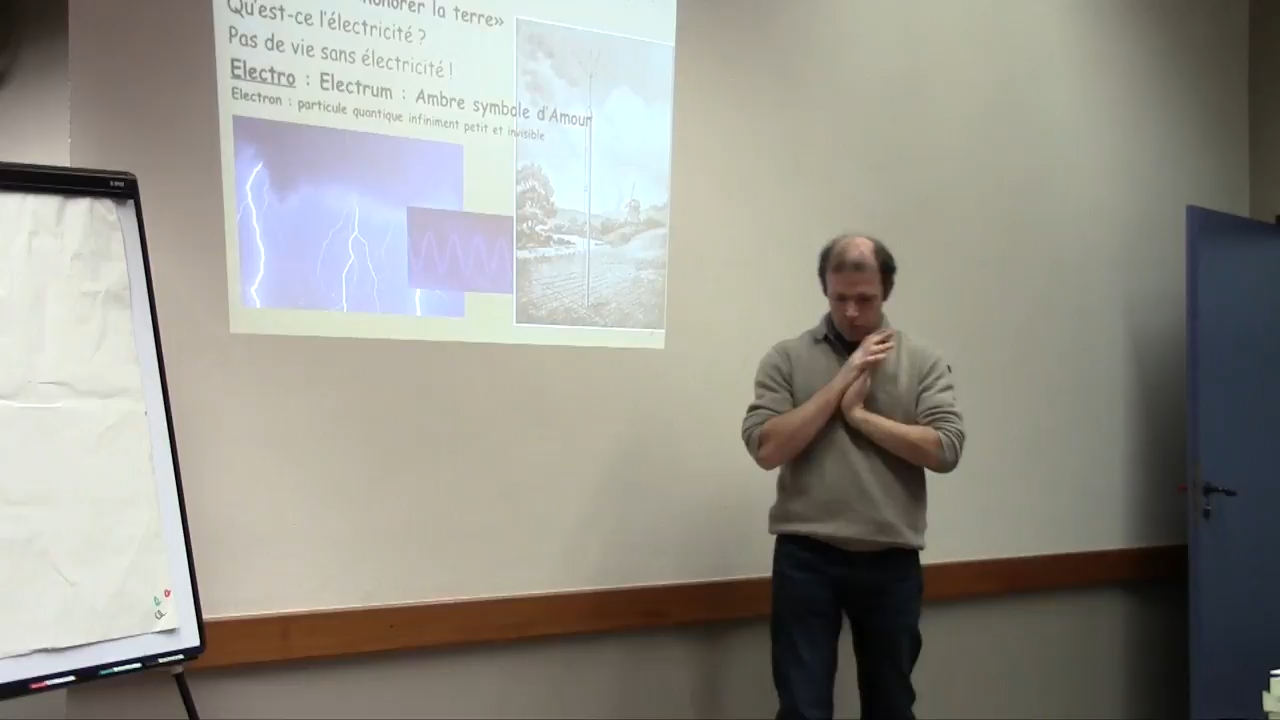 honorer la terre»
Qu'est-ce l'électricité ?
Pas de vie sans électricité !
Electro : Electrum : Ambre symbole d'Amour
Electron : particule quantique infiniment petit et invisible